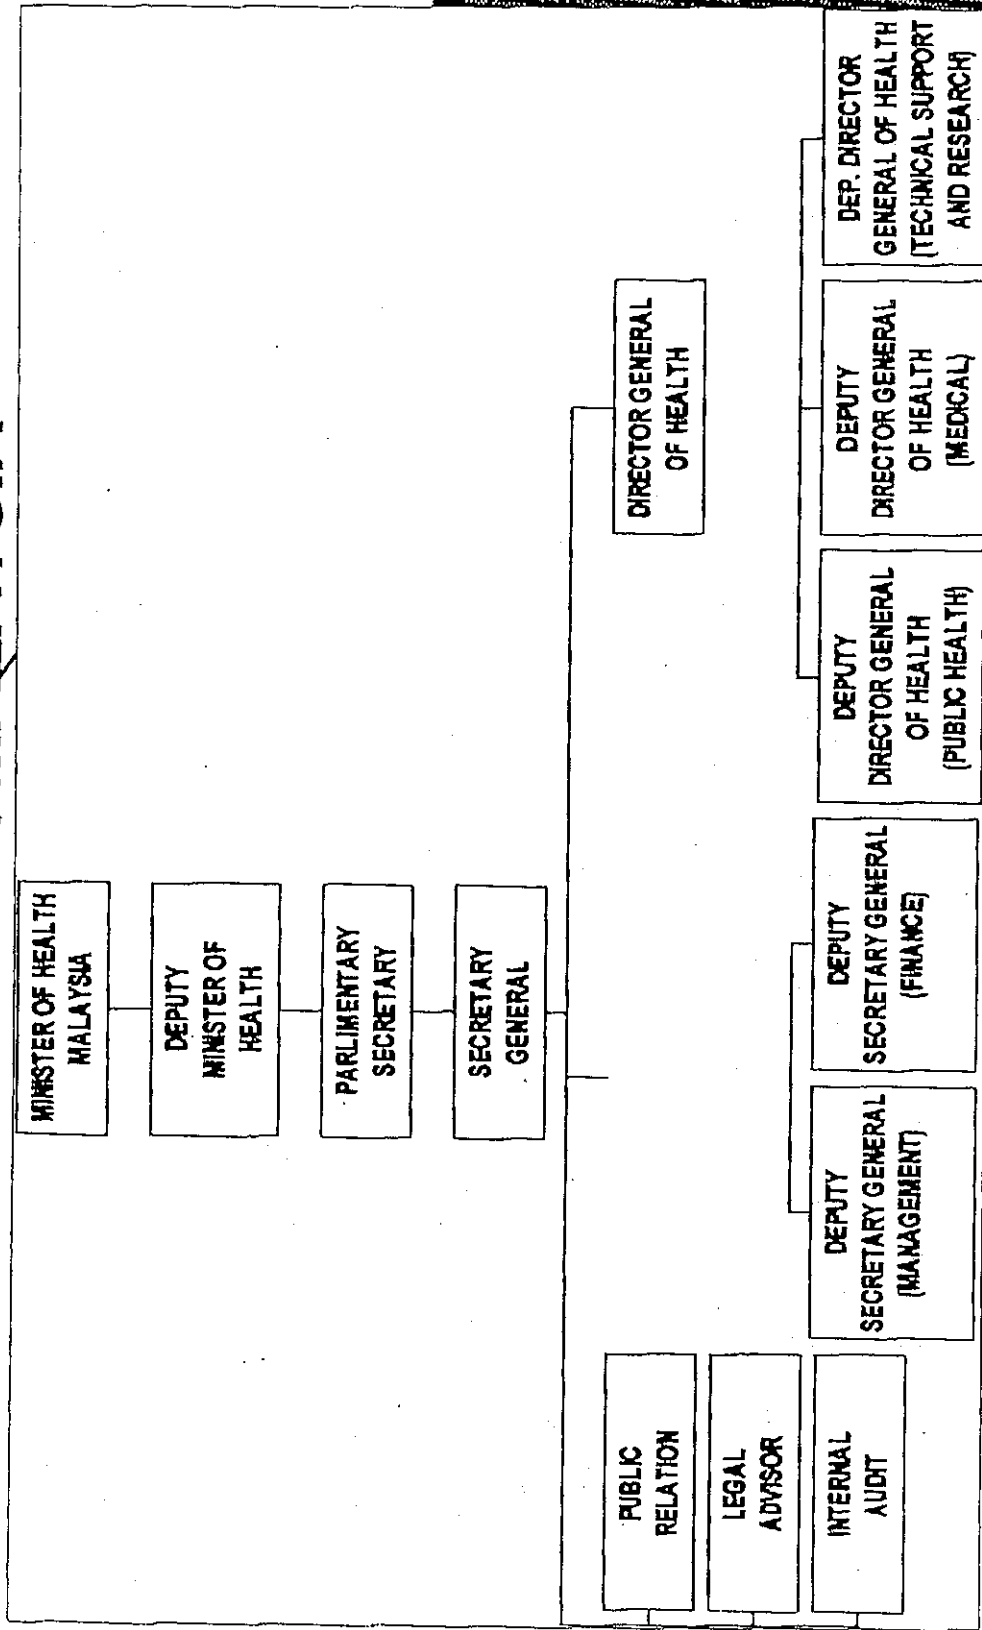 MINISTER OF HEALTH
MALAYSIA
DEPUTY
MINISTER OF
HEALTH
PARLIMENTARY
SECRETARY
SECRETARY
GENERAL
DIRECTOR GENERAL
OF HEALTH
PUBLIC
RELATION
LEGAL
ADVISOR
INTERNAL
AUDIT
DEPUTY
SECRETARY GENERAL
(MANAGEMENT)
DEPUTY
SECRETARY GENERAL
(FINANCE)
DEPUTY
DIRECTOR GENERAL
OF HEALTH
(PUBLIC HEALTH)
DEPUTY
DIRECTOR GENERAL
OF HEALTH
(MEDICAL)
DEP. DIRECTOR
GENERAL OF HEALTH
(TECHNICAL SUPPORT
AND RESEARCH)